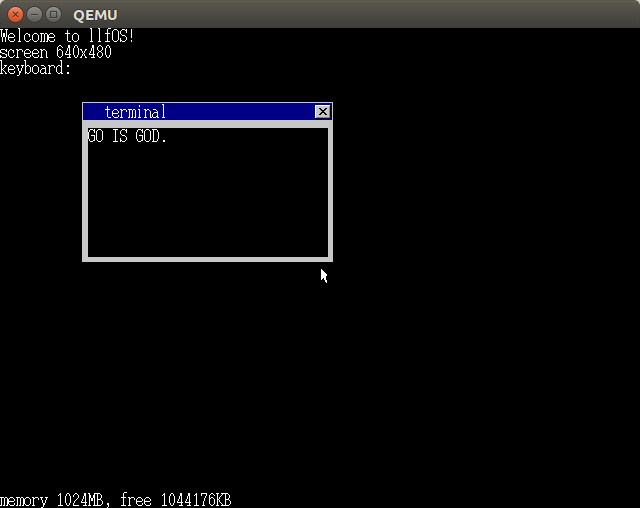 QEMU
Welcome to llfOS!
screen 640x480
keyboard:
terminal
GO IS GOD.
memory 1024MB, free 1044176KB